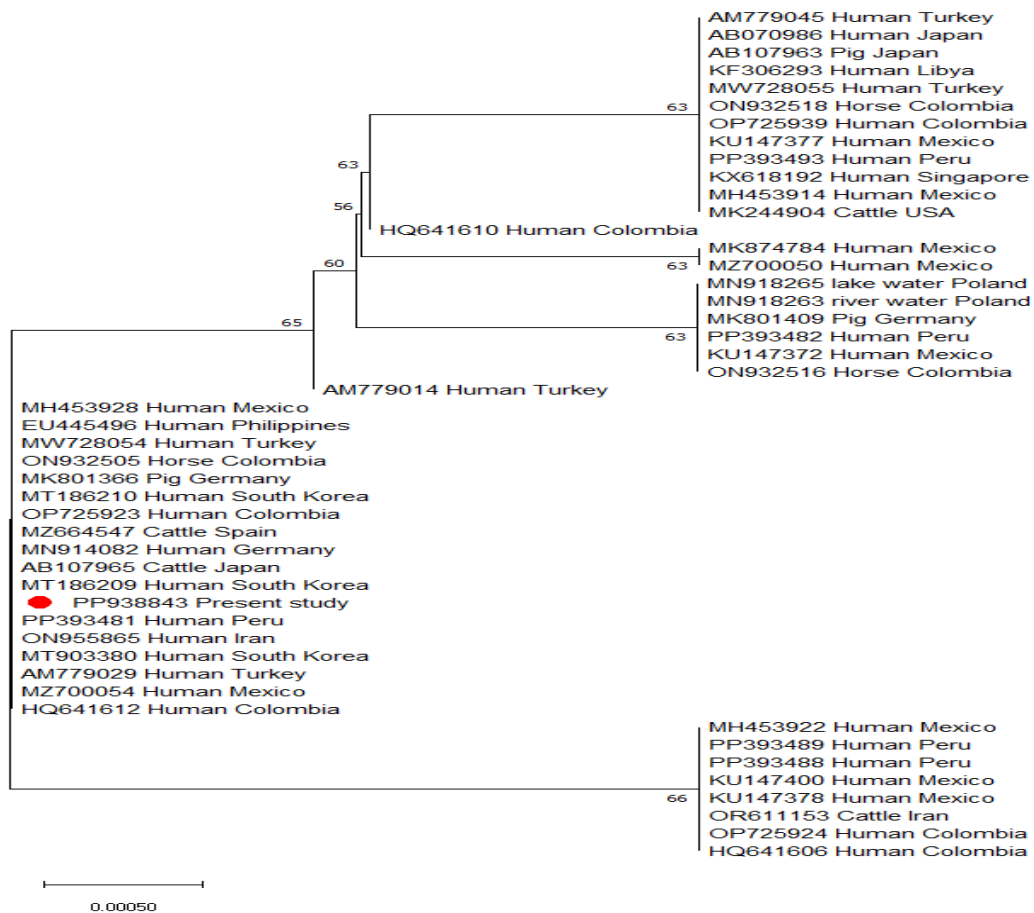 AM779045 Human Turkey
AB070986 Human Japan
AB107963 Pig Japan
KF306293 Human Libya
MW728055 Human Turkey
63
ON932518 Horse Colombia
OP725939 Human Colombia
KU147377 Human Mexico
PP393493 Human Peru
63
KX618192 Human Singapore
MH453914 Human Mexico
56
MK244904 Cattle USA
HQ641610 Human Colombia
MK874784 Human Mexico
60
63
MZ700050 Human Mexico
MN918265 lake water Poland
MN918263 river water Poland
65
MK801409 Pig Germany
63
PP393482 Human Peru
KU147372 Human Mexico
ON932516 Horse Colombia
AM779014 Human Turkey
MH453928 Human Mexico
EU445496 Human Philippines
MW728054 Human Turkey
ON932505 Horse Colombia
MK801366 Pig Germany
MT186210 Human South Korea
OP725923 Human Colombia
MZ664547 Cattle Spain
MN914082 Human Germany
AB107965 Cattle Japan
MT186209 Human South Korea
PP938843 Present study
PP393481 Human Peru
ON955865 Human Iran
MT903380 Human South Korea
AM779029 Human Turkey
MZ700054 Human Mexico
HQ641612 Human Colombia
MH453922 Human Mexico
PP393489 Human Peru
PP393488 Human Peru
KU147400 Human Mexico
66
KU147378 Human Mexico
OR611153 Cattle Iran
OP725924 Human Colombia
HQ641606 Human Colombia
0.00050